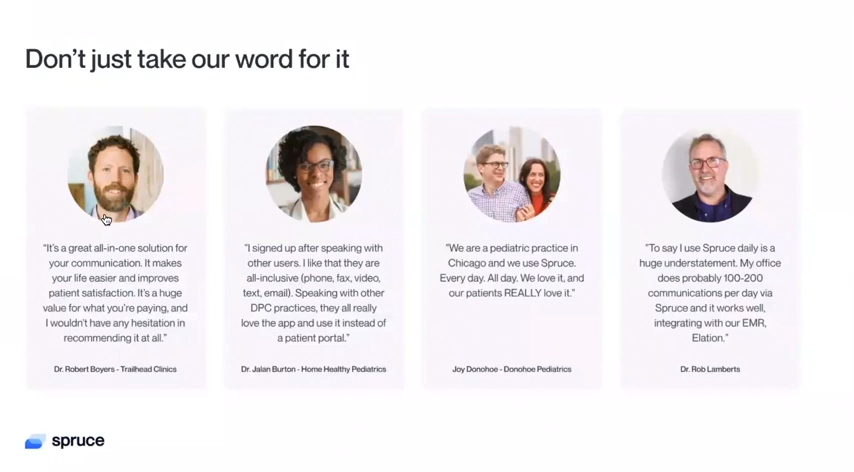 Don't just take our word for it
"It's a great all-in-one solution for
your communication. It makes
your life easier and improves
patient satisfaction. It's a huge
value for what you're paying, and
I wouldn't have any hesitation in
recommending it at all."
Dr. Robert Boyers - Trailhead Clinics
"I signed up after speaking with
other users. I like that they are
all-inclusive (phone, fax, video,
text, email). Speaking with other
DPC practices, they all really
love the app and use it instead of
a patient portal."
Dr. Jalan Burton - Home Healthy Pediatrics
"We are a pediatric practice in
Chicago and we use Spruce.
Every day. All day. We love it, and
our patients REALLY love it."
Joy Donohoe - Donohoe Pediatrics
"To say I use Spruce daily is a
huge understatement. My office
does probably 100-200
communications per day via
Spruce and it works well,
integrating with our EMR,
Elation."
Dr. Rob Lamberts
spruce